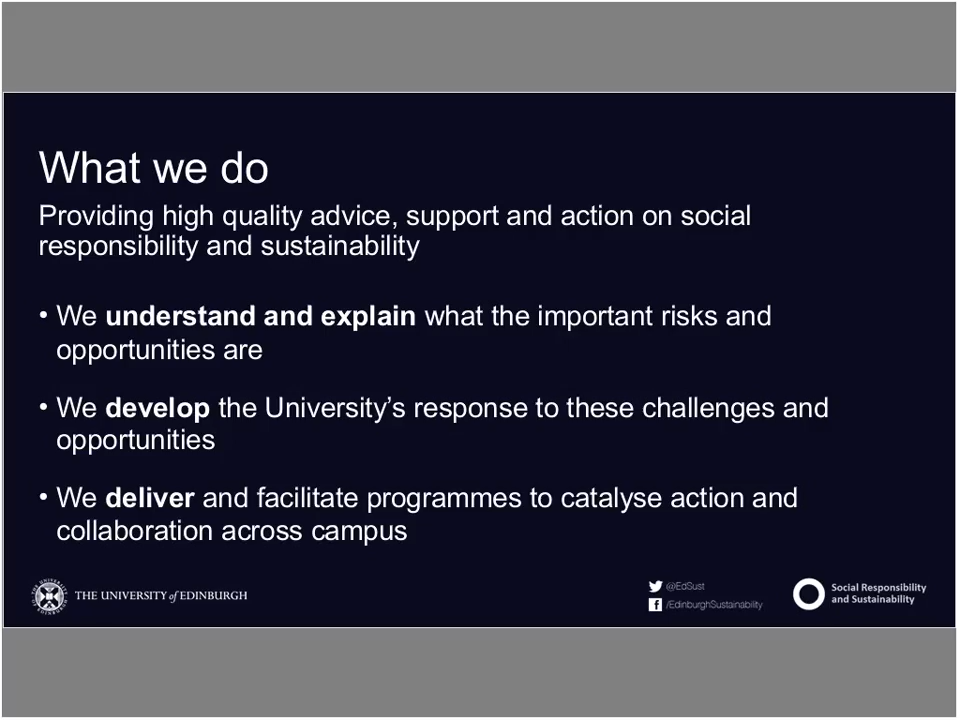 What we do
Providing high quality advice, support and action on social
responsibility and sustainability
• We understand and explain what the important risks and
opportunities are
• We develop the University’s response to these challenges and
opportunities
• We deliver and facilitate programmes to catalyse action and
collaboration across campus
THE UNIVERSITY of EDINBURGH
@EdSust
/EdinburghSustainability
Social Responsibility
and Sustainability